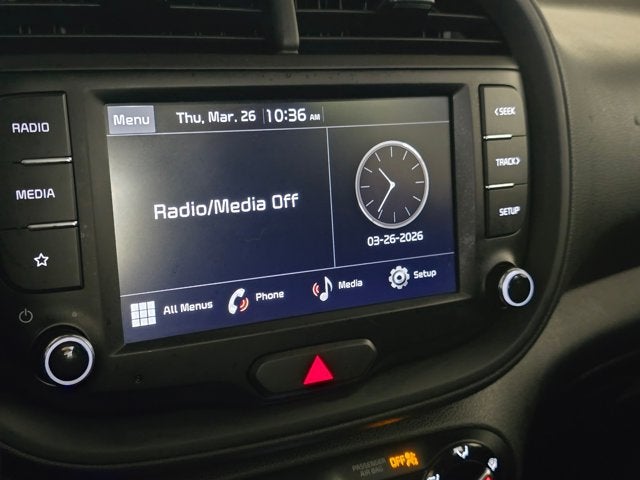 RADIO
MEDIA
Menu Thu, Mar. 26 10:36 AM
Radio/Media Off
03-26-2026
All Menus Phone Media Setup
<SEEK
TRACK>
SETUP
PASSENGER
AIR BAG OFF